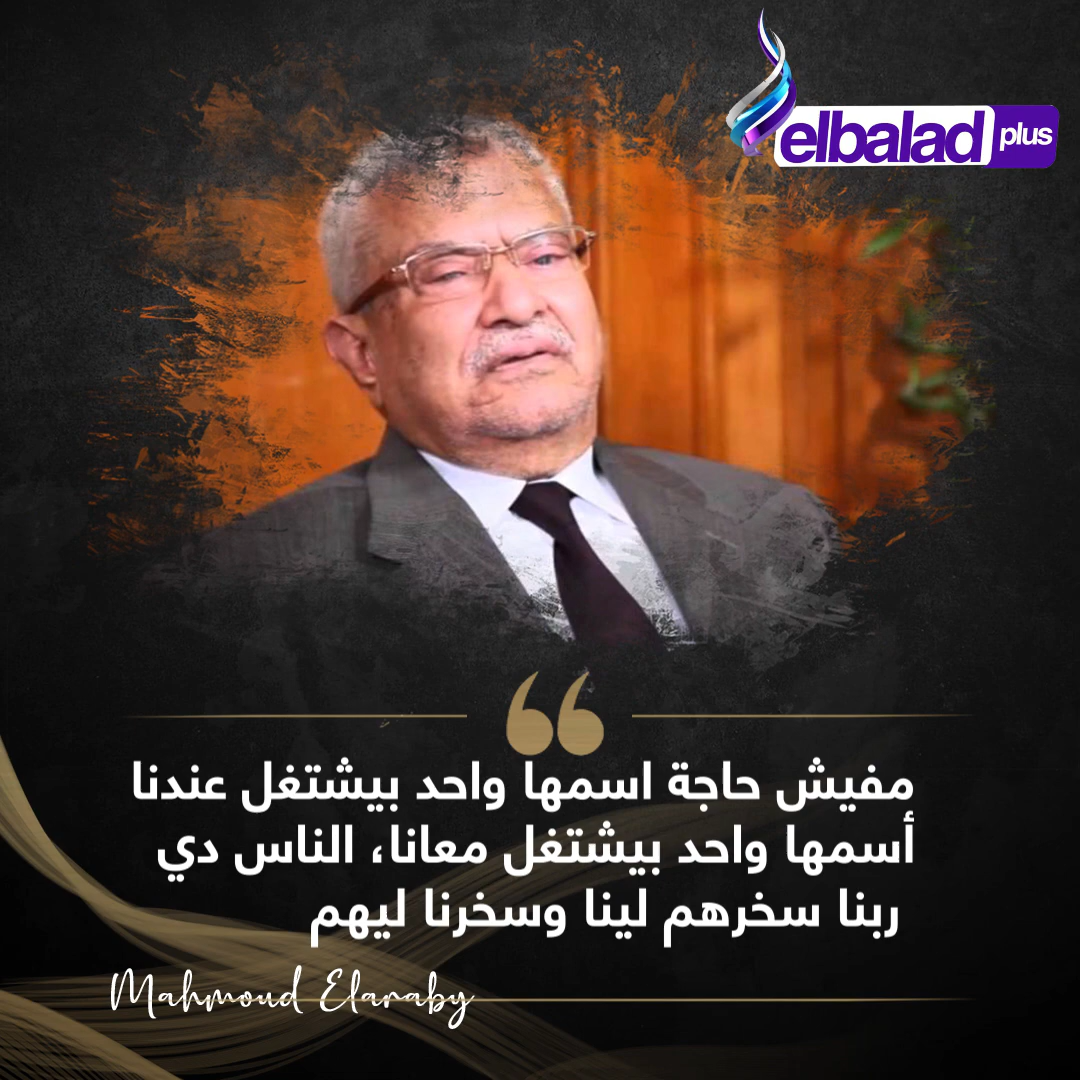 elbalad plus
مفيش حاجة اسمها واحد بيشتغل عندنا
أسمها واحد بيشتغل معانا، الناس دي
ربنا سخرهم لينا وسخرنا ليهم
Mahmoud Elaraby